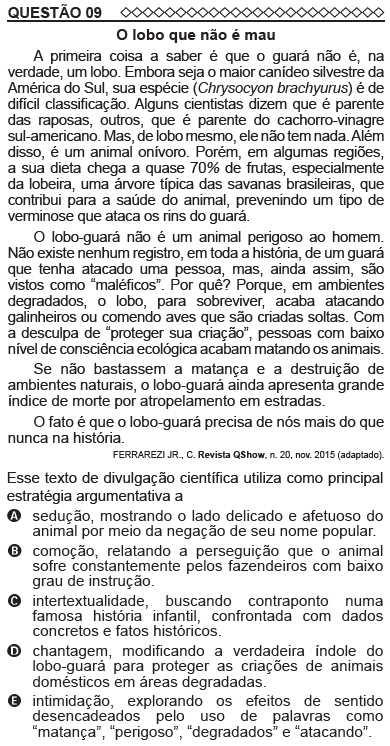 QUESTÃO 09
O lobo que não é mau
A primeira coisa a saber é que o guará não é, na
verdade, um lobo. Embora seja o maior canídeo silvestre da
América do Sul, sua espécie (Chrysocyon brachyurus) é de
difícil classificação. Alguns cientistas dizem que é parente
das raposas, outros, que é parente do cachorro-vinagre
sul-americano. Mas, de lobo mesmo, ele não tem nada. Além
disso, é um animal onívoro. Porém, em algumas regiões,
a sua dieta chega a quase 70% de frutas, especialmente
da lobeira, uma árvore típica das savanas brasileiras, que
contribui para a saúde do animal, prevenindo um tipo de
verminose que ataca os rins do guará.
O lobo-guará não é um animal perigoso ao homem.
Não existe nenhum registro, em toda a história, de um guará
que tenha atacado uma pessoa, mas, ainda assim, são
vistos como “maléficos”. Por quê? Porque, em ambientes
degradados, o lobo, para sobreviver, acaba atacando
galinheiros ou comendo aves que são criadas soltas. Com
a desculpa de “proteger sua criação”, pessoas com baixo
nível de consciência ecológica acabam matando os animais.
Se não bastassem a matança e a destruição de
ambientes naturais, o lobo-guará ainda apresenta grande
índice de morte por atropelamento em estradas.
O fato é que o lobo-guará precisa de nós mais do que
nunca na história.
FERRAREZI JR., C. Revista QShow, n. 20, nov. 2015 (adaptado).
Esse texto de divulgação científica utiliza como principal
estratégia argumentativa a
A sedução, mostrando o lado delicado e afetuoso do
animal por meio da negação de seu nome popular.
B comoção, relatando a perseguição que o animal
sofre constantemente pelos fazendeiros com baixo
grau de instrução.
C intertextualidade, buscando contraponto numa
famosa história infantil, confrontada com dados
concretos e fatos históricos.
D chantagem, modificando a verdadeira índole do
lobo-guará para proteger as criações de animais
domésticos em áreas degradadas.
E intimidação, explorando os efeitos de sentido
desencadeados pelo uso de palavras como
“matança”, “perigoso”, “degradados” e “atacando”.